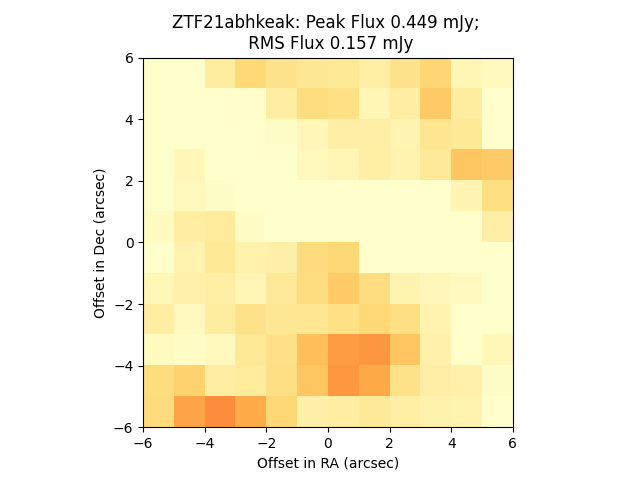 ZTF21abhkeak: Peak Flux 0.449 mJy;
RMS Flux 0.157 mJy
6
4
2
0
−2
−4
−6
Offset in Dec (arcsec)
−6 −4 −2 0 2 4 6
Offset in RA (arcsec)